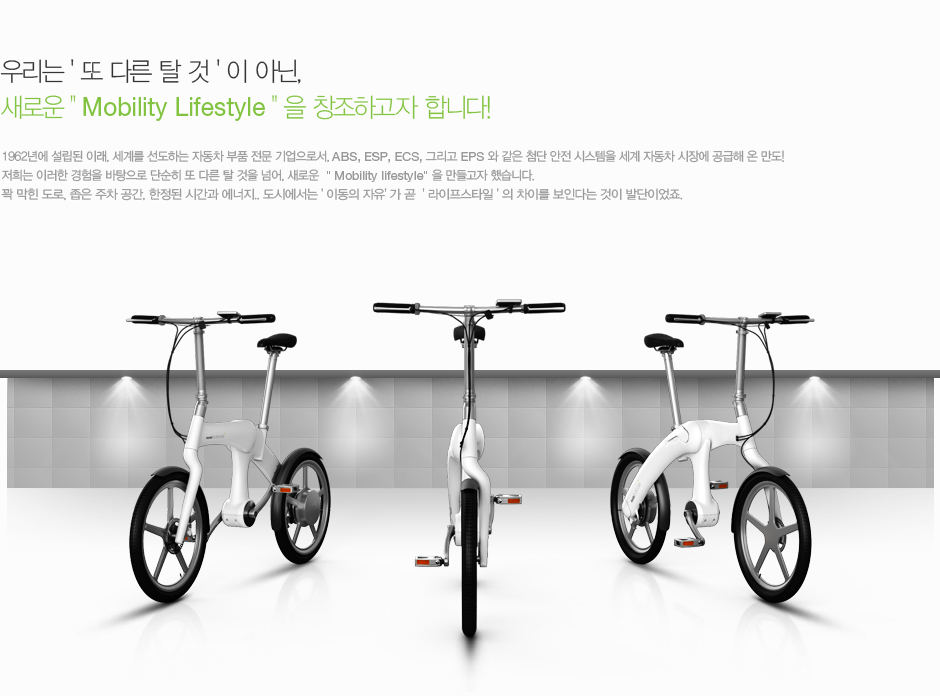 우리는 ' 또 다른 탈 것 ' 이 아닌,
새로운 " Mobility Lifestyle " 을 창조하고자 합니다!
1962년에 설립된 이래, 세계를 선도하는 자동차 부품 전문 기업으로서, ABS, ESP, ECS, 그리고 EPS 와 같은 첨단 안전 시스템을 세계 자동차 시장에 공급해 온 만도!
저희는 이러한 경험을 바탕으로 단순히 또 다른 탈 것을 넘어, 새로운 " Mobility lifestyle" 을 만들고자 했습니다.
꽉 막힌 도로, 좁은 주차 공간, 한정된 시간과 에너지.. 도시에서는 ' 이동의 자유' 가 곧 ' 라이프스타일 ' 의 차이를 보인다는 것이 발단이었죠.